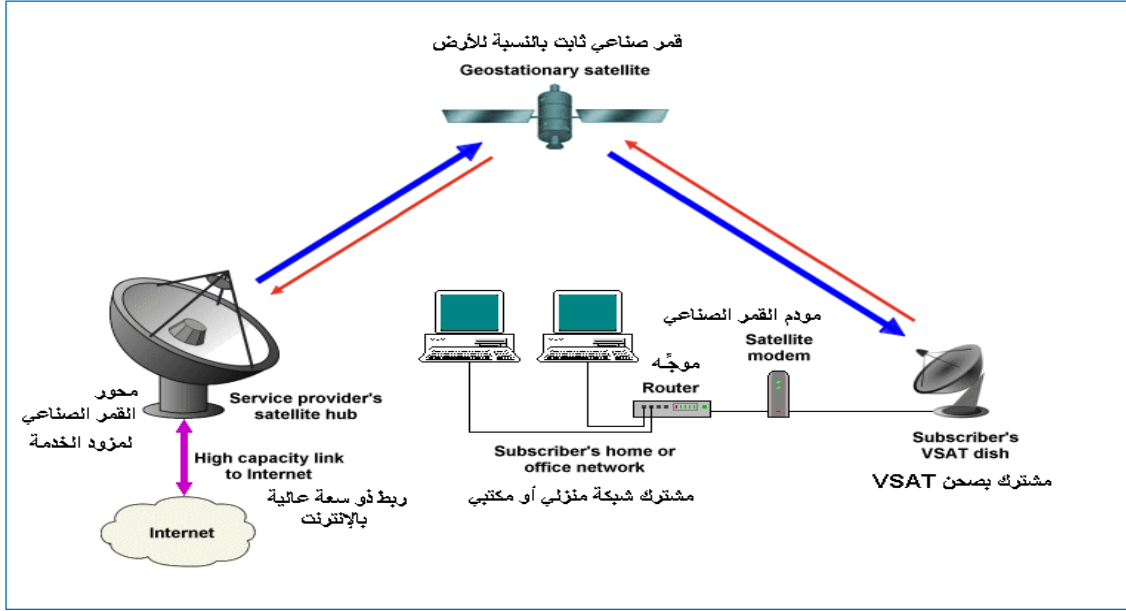 قمر صناعي ثابت بالنسبة للأرض
Geostationary satellite
مودم القمر الصناعي
Satellite
modem
موجِّه
Router
محور
القمر الصناعي
لمزود الخدمة
Service provider's
satellite hub
Subscriber's home or
office network
مشترك شبكة منزلي أو مكتبي
Subscriber's
VSAT dish
مشترك بصحن VSAT
High capacity link
to Internet
ربط ذو سعة عالية
بالإنترنت
Internet